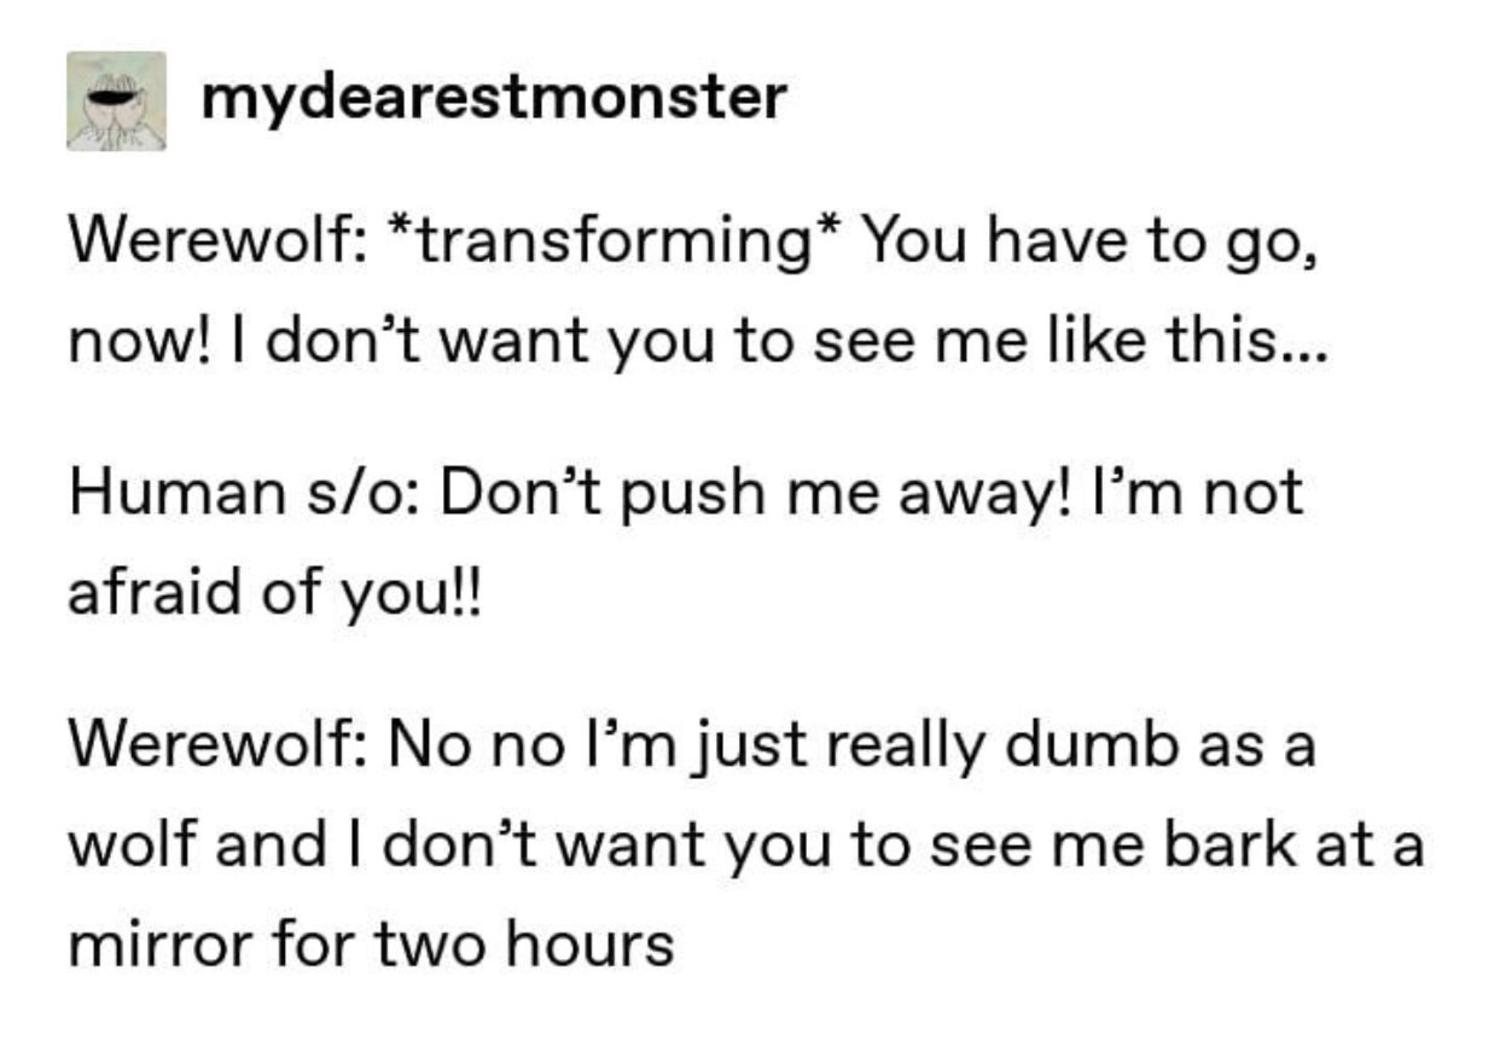 mydearestmonster
Werewolf: *transforming* You have to go,
now! I don’t want you to see me like this...
Human s/o: Don’t push me away! I’m not
afraid of you!!
Werewolf: No no I’m just really dumb as a
wolf and I don’t want you to see me bark at a
mirror for two hours